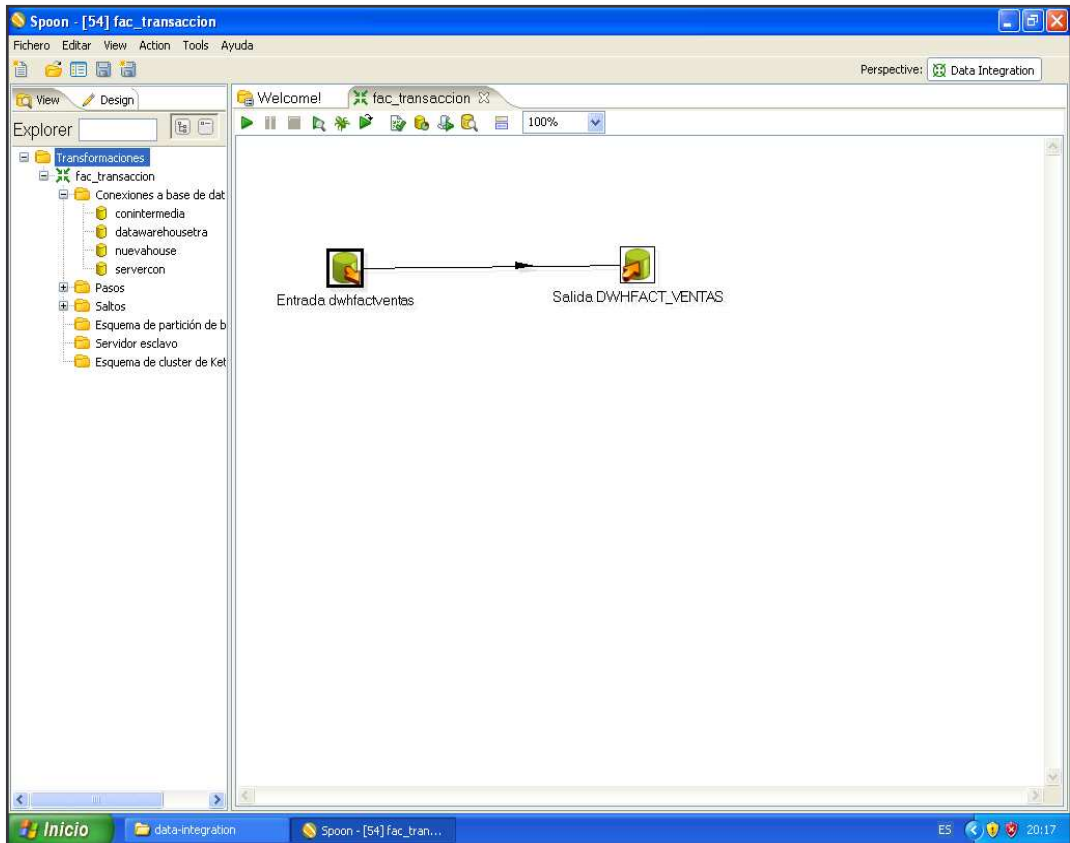 Spoon - [54] fac_transaccion
Fichero Editar View Action Tools Ayuda
Perspective: Data Integration
View Design
Welcome! fac_transaccion
Explorer
100%
Transformaciones
fac_transaccion
Conexiones a base de dat
conintermedia
datawarehousetra
nuevahouse
servercon
Pasos
Saltos
Esquema de partición de b
Servidor esclavo
Esquema de cluster de Ket
Entrada dwhfactventas
Salida DWHFACT_VENTAS
Inicio data-integration Spoon - [54] fac_tran... ES 20:17